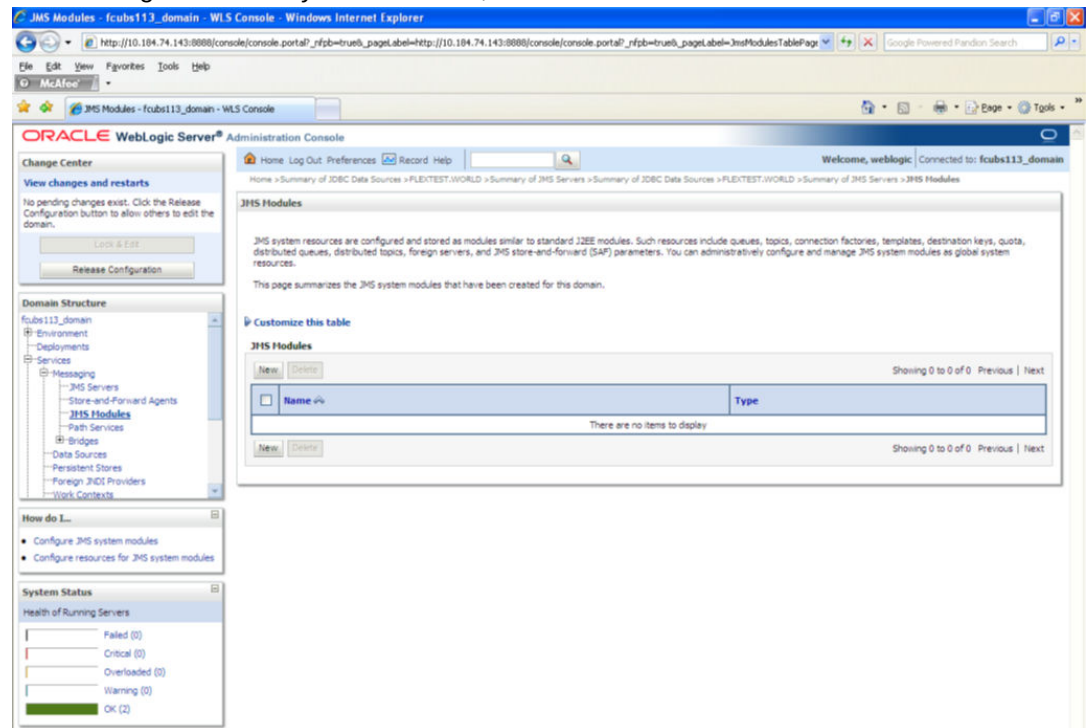 JMS Modules - fcubs113_domain - WLS Console - Windows Internet Explorer
http://10.184.74.143:8888/console/console.portal?_nfpb=true&_pageLabel=http://10.184.74.143:8888/console/console.portal?_nfpb=true&_pageLabel=JmsModulesTablePage
Google Powered Pandion Search
File Edit View Favorites Tools Help
McAfee
JMS Modules - fcubs113_domain - WLS Console
Page Tools
ORACLE WebLogic Server® Administration Console
Change Center
View changes and restarts
No pending changes exist. Click the Release
Configuration button to allow others to edit the
domain.
Lock & Edit
Release Configuration
Domain Structure
fcubs113_domain
Environment
Deployments
Services
Messaging
JMS Servers
Store-and-Forward Agents
JMS Modules
Path Services
Bridges
Data Sources
Persistent Stores
Foreign JNDI Providers
Work Contexts
How do I...
Configure JMS system modules
Configure resources for JMS system modules
System Status
Health of Running Servers
Failed (0)
Critical (0)
Overloaded (0)
Warning (0)
OK (2)
Home Log Out Preferences Record Help
Welcome, weblogic Connected to: fcubs113_domain
Home >Summary of JDBC Data Sources >FLEXTEST.WORLD >Summary of JMS Servers >Summary of JDBC Data Sources >FLEXTEST.WORLD >Summary of JMS Servers >JMS Modules
JMS Modules
JMS system resources are configured and stored as modules similar to standard J2EE modules. Such resources include queues, topics, connection factories, templates, destination keys, quota,
distributed queues, distributed topics, foreign servers, and JMS store-and-forward (SAF) parameters. You can administratively configure and manage JMS system modules as global system
resources.
This page summarizes the JMS system modules that have been created for this domain.
Customize this table
JMS Modules
New Delete Showing 0 to 0 of 0 Previous | Next
Name Type
There are no items to display
New Delete Showing 0 to 0 of 0 Previous | Next